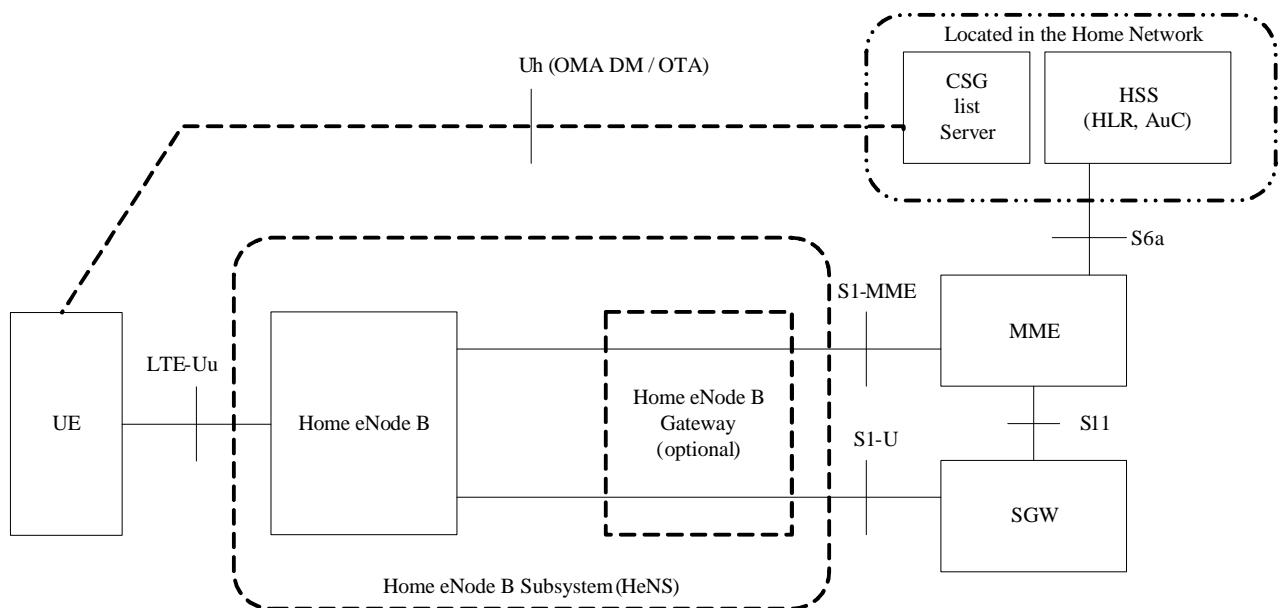 Located in the Home Network
Uh (OMA DM / OTA)
CSG
list
Server
HSS
(HLR, AuC)
S6a
S1-MME
MME
LTE-Uu
UE
Home eNode B
Home eNode B
Gateway
(optional)
S11
S1-U
SGW
Home eNode B Subsystem (HeNS)